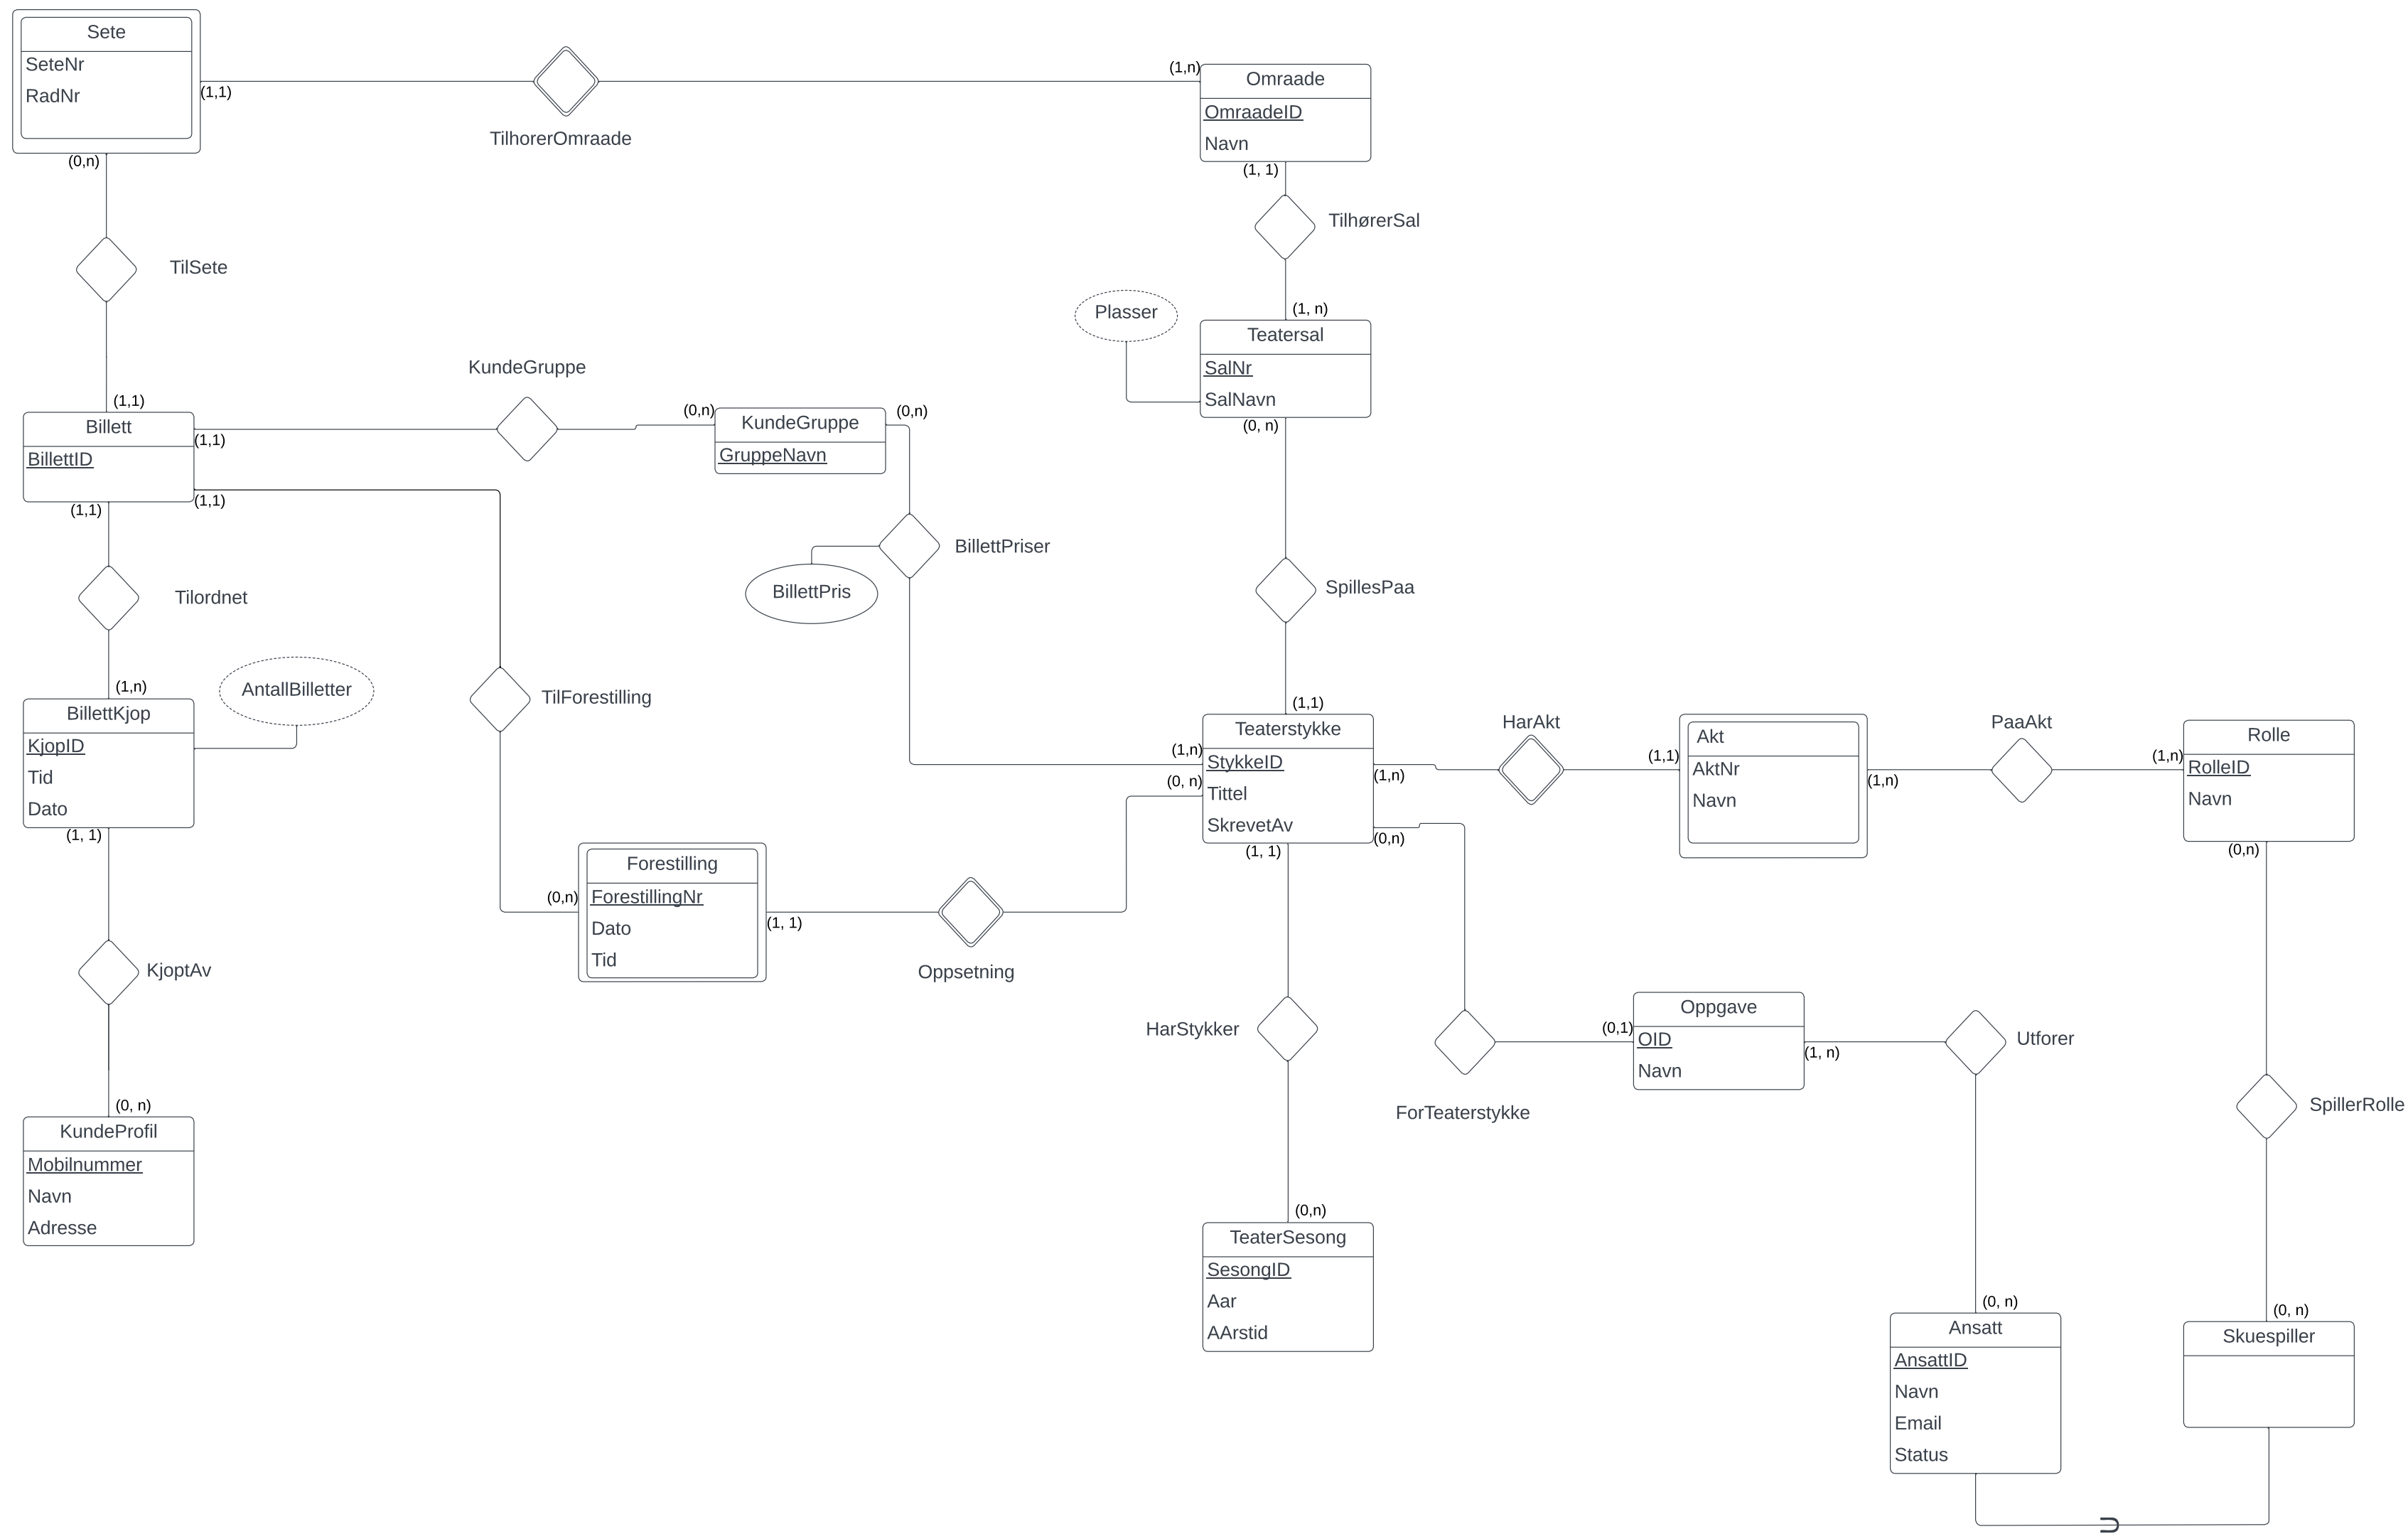 Sete
SeteNr
RadNr
(1,1)
(0,n)
TilhorerOmraade
(1,n)
Omraade
OmraadeID
Navn
(1, 1)
TilhørerSal
TilSete
Plasser
(1, n)
Teatersal
SalNr
SalNavn
(0, n)
(1,1)
Billett
BillettID
(1,1)
(1,1)
(1,1)
KundeGruppe
(0,n)
KundeGruppe
GruppeNavn
(0,n)
BillettPriser
BillettPris
SpillesPaa
Tilordnet
AntallBilletter
(1,n)
BillettKjop
KjopID
Tid
Dato
(1, 1)
TilForestilling
(1,1)
(1,n)
(0, n)
Teaterstykke
StykkeID
Tittel
SkrevetAv
(1,n)
(0,n)
(1, 1)
HarAkt
(1,1)
Akt
AktNr
Navn
(1,n)
PaaAkt
(1,n)
Rolle
RolleID
Navn
(0,n)
(0,n)
Forestilling
ForestillingNr
Dato
Tid
(1, 1)
Oppsetning
KjoptAv
HarStykker
(0,1)
Oppgave
OID
Navn
(1, n)
Utforer
ForTeaterstykke
SpillerRolle
(0, n)
KundeProfil
Mobilnummer
Navn
Adresse
(0,n)
TeaterSesong
SesongID
Aar
AArstid
(0, n)
Ansatt
AnsattID
Navn
Email
Status
(0, n)
Skuespiller